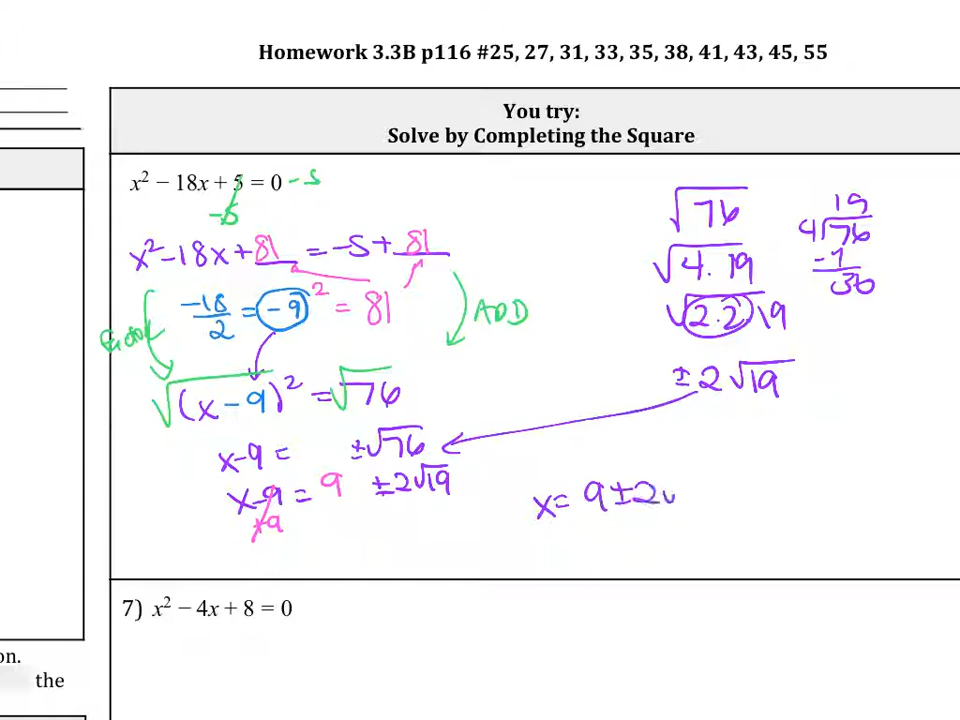 Homework 3.3B p116 #25, 27, 31, 33, 35, 38, 41, 43, 45, 55
You try:
Solve by Completing the Square
x² − 18x + 5 = 0 -5
-5
x² - 18x + 81 = -5 + 81
-18/2 = (-9)² = 81
ADD
√(x - 9)² = √76
x-9 = ±√76
x-9 = 9 ±2√19
+9
√76
√4·19
√2·2 19
±2√19
19
4√76
-4
36
x= 9±2
7) x² − 4x + 8 = 0
on.
the